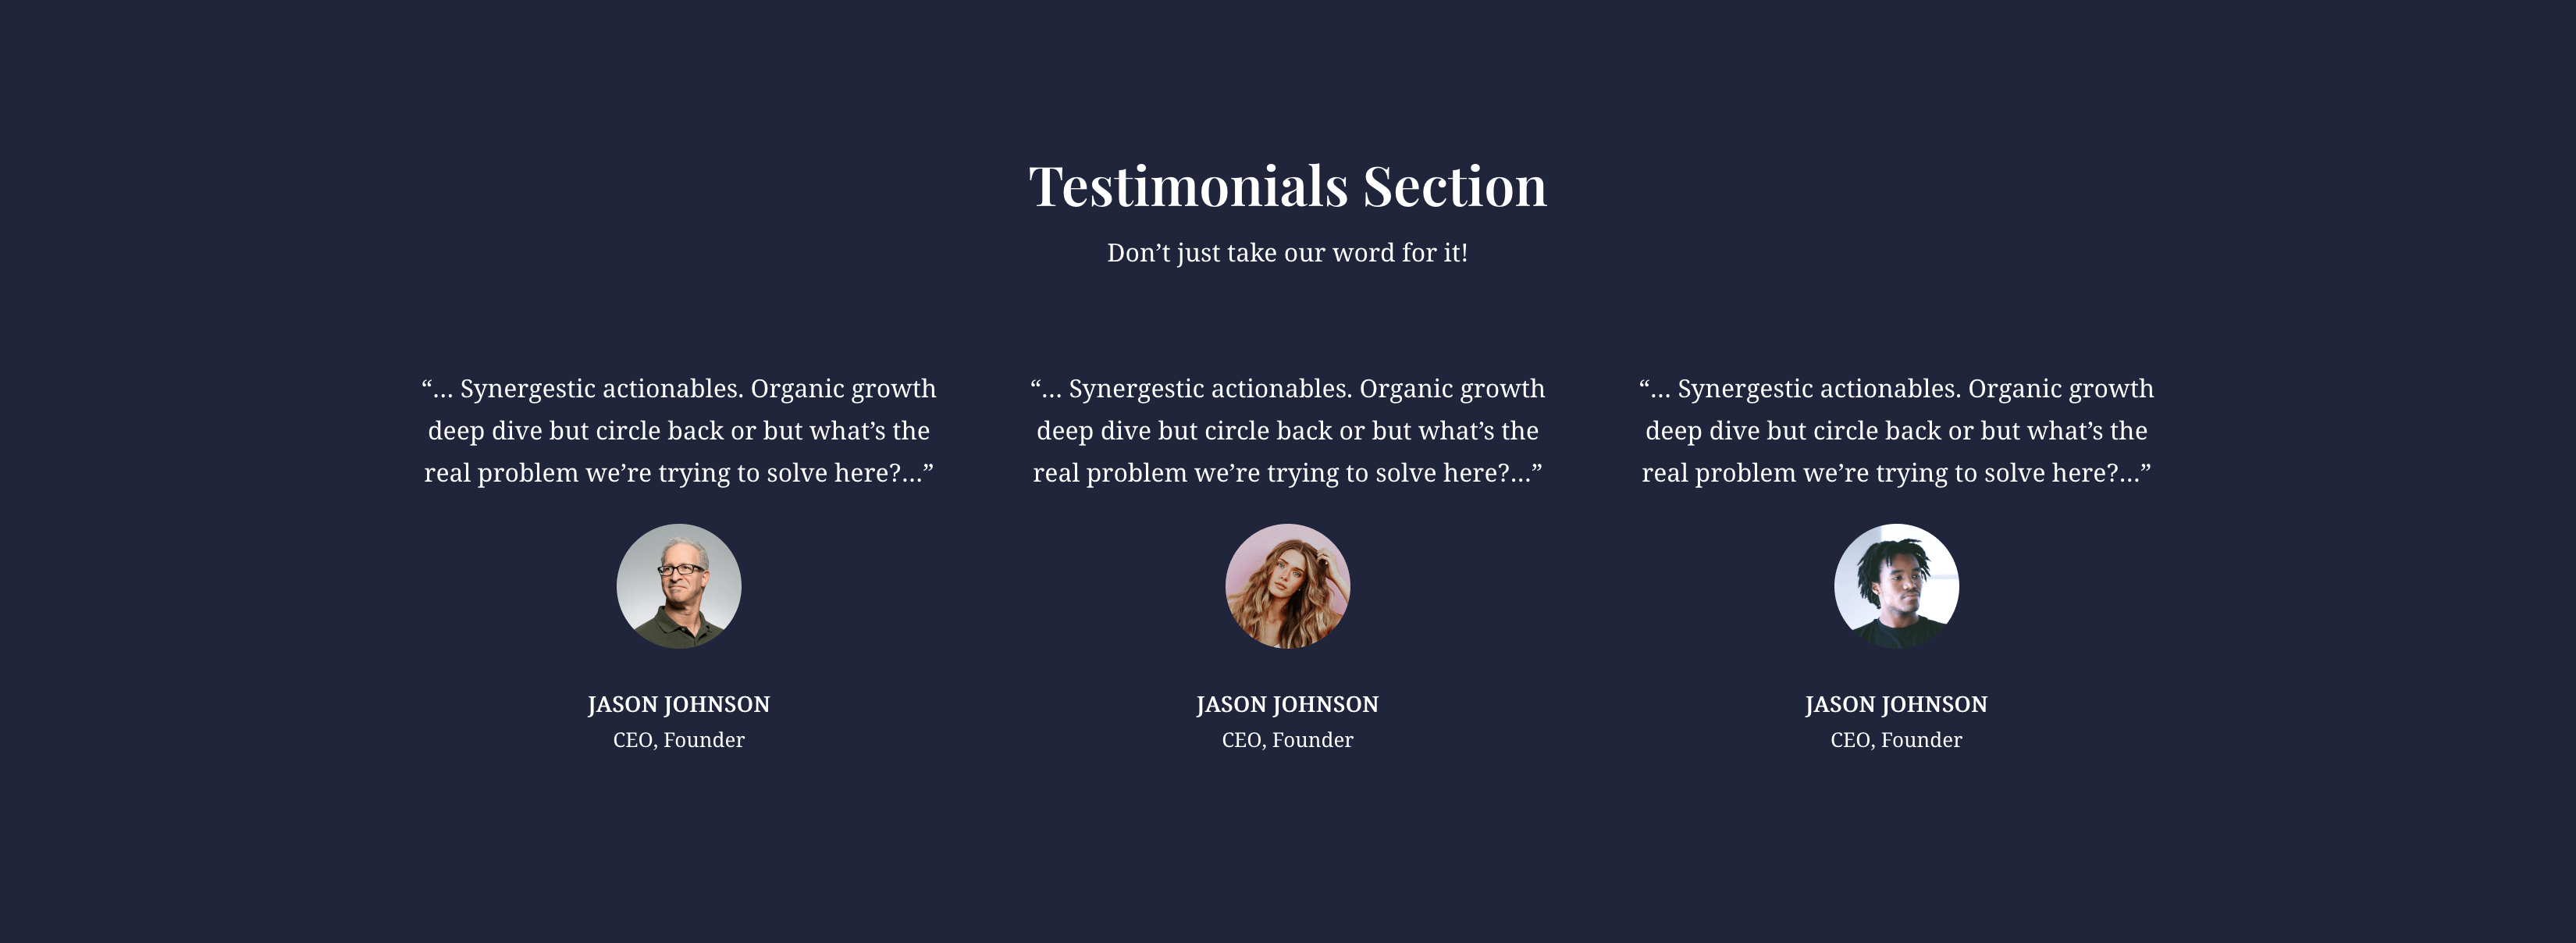 Testimonials Section
Don’t just take our word for it!
“… Synergestic actionables. Organic growth
deep dive but circle back or but what’s the
real problem we’re trying to solve here?…”
JASON JOHNSON
CEO, Founder
“… Synergestic actionables. Organic growth
deep dive but circle back or but what’s the
real problem we’re trying to solve here?…”
JASON JOHNSON
CEO, Founder
“… Synergestic actionables. Organic growth
deep dive but circle back or but what’s the
real problem we’re trying to solve here?…”
JASON JOHNSON
CEO, Founder